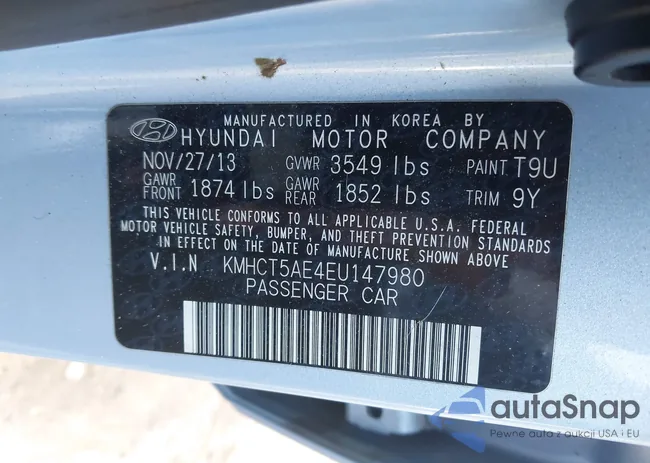 MANUFACTURED IN KOREA BY
HYUNDAI MOTOR COMPANY
NOV/27/13 GVWR 3549 lbs PAINT T9U
GAWR FRONT 1874 lbs GAWR REAR 1852 lbs TRIM 9Y
THIS VEHICLE CONFORMS TO ALL APPLICABLE U.S.A. FEDERAL
MOTOR VEHICLE SAFETY, BUMPER, AND THEFT PREVENTION STANDARDS
IN EFFECT ON THE DATE OF MANUFACTURE SHOWN ABOVE.
V.I.N KMHCT5AE4EU147980
PASSENGER CAR
autaSnap
Pewne auta z aukcji USA i EU